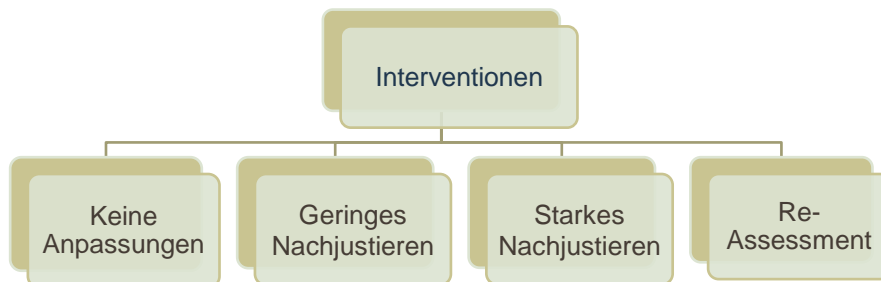 Interventionen
Keine
Anpassungen
Geringes
Nachjustieren
Starkes
Nachjustieren
Re-
Assessment